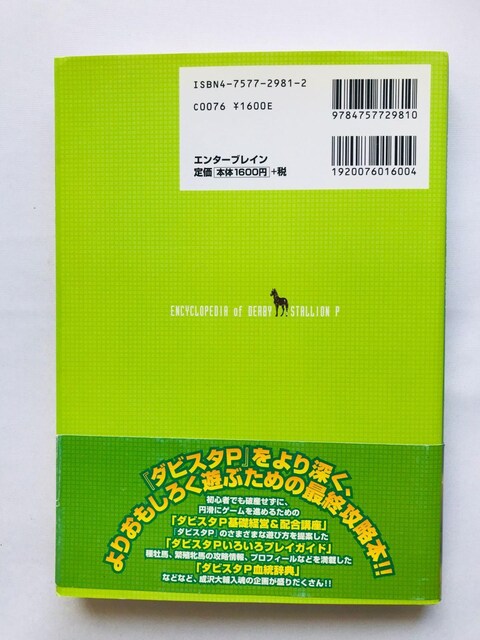 ISBN4-7577-2981-2
C0076 ¥1600E
9784757729810
エンターブレイン
定価 本体1600円 +税
1920076016004
ENCYCLOPEDIA of DERBY STALLION P
『ダビスタP』をより深く、
よりおもしろく遊ぶための最終攻略本!!
初心者でも破産せずに、
円滑にゲームを進めるための
「ダビスタP基礎経営&配合講座」
『ダビスタP』のさまざまな遊び方を提案した
「ダビスタPいろいろプレイガイド」
種牡馬、繁殖牝馬の攻略情報、プロフィールなどを満載した
「ダビスタP血統辞典」
などなど、成沢大輔入魂の企画が盛りだくさん!!